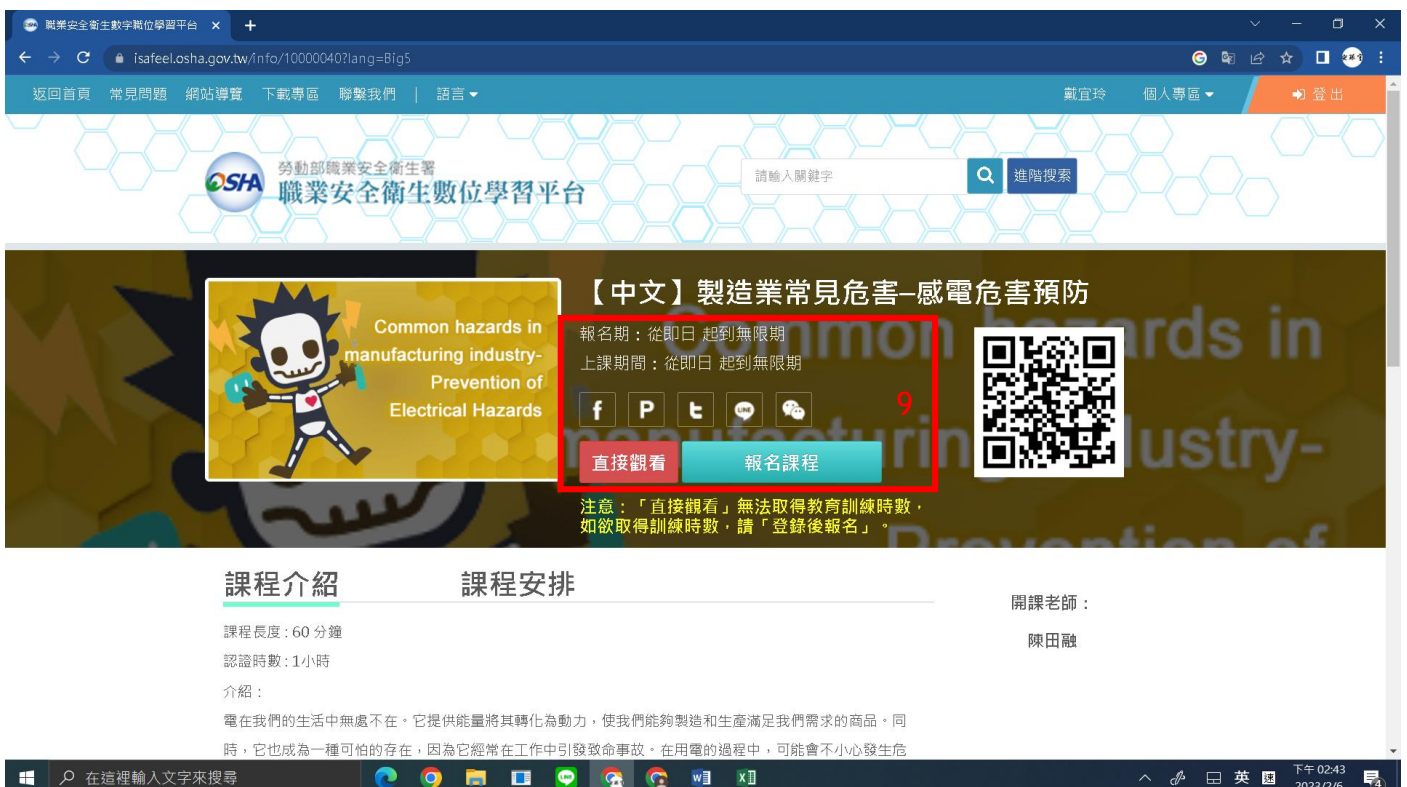 職業安全衛生數字職位學習平台
isafeel.osha.gov.tw/info/10000040?lang=Big5
返回首頁 常見問題 網站導覽 下載專區 聯繫我們 | 語言
戴宜玲 個人專區 登出
OSHA
勞動部職業安全衛生署
職業安全衛生數位學習平台
請輸入關鍵字
進階搜索
Common hazards in
manufacturing industry-
Prevention of
Electrical Hazards
【中文】製造業常見危害–感電危害預防
報名期：從即日 起到無限期
上課期間：從即日 起到無限期
9
直接觀看 報名課程
注意：「直接觀看」無法取得教育訓練時數，
如欲取得訓練時數，請「登錄後報名」。
Common hazards in
manufacturing industry-
Prevention of
課程介紹 課程安排
開課老師：
陳田融
課程長度 : 60 分鐘
認證時數 : 1小時
介紹：
電在我們的生活中無處不在。它提供能量將其轉化為動力，使我們能夠製造和生產滿足我們需求的商品。同
時，它也成為一種可怕的存在，因為它經常在工作中引發致命事故。在用電的過程中，可能會不小心發生危
在這裡輸入文字來搜尋
英
下午 02:43
2023/2/6